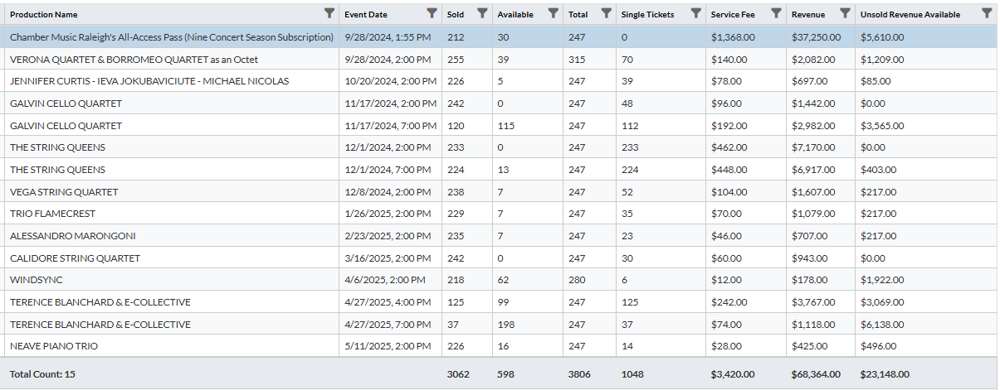 Production Name Event Date Sold Available Total Single Tickets Service Fee Revenue Unsold Revenue Available
Chamber Music Raleigh's All-Access Pass (Nine Concert Season Subscription) 9/28/2024, 1:55 PM 212 30 247 0 $1,368.00 $37,250.00 $5,610.00
VERONA QUARTET & BORROMEO QUARTET as an Octet 9/28/2024, 2:00 PM 255 39 315 70 $140.00 $2,082.00 $1,209.00
JENNIFER CURTIS - IEVA JOKUBAVICIUTE - MICHAEL NICOLAS 10/20/2024, 2:00 PM 226 5 247 39 $78.00 $697.00 $85.00
GALVIN CELLO QUARTET 11/17/2024, 2:00 PM 242 0 247 48 $96.00 $1,442.00 $0.00
GALVIN CELLO QUARTET 11/17/2024, 7:00 PM 120 115 247 112 $192.00 $2,982.00 $3,565.00
THE STRING QUEENS 12/1/2024, 2:00 PM 233 0 247 233 $462.00 $7,170.00 $0.00
THE STRING QUEENS 12/1/2024, 7:00 PM 224 13 247 224 $448.00 $6,917.00 $403.00
VEGA STRING QUARTET 12/8/2024, 2:00 PM 238 7 247 52 $104.00 $1,607.00 $217.00
TRIO FLAMECREST 1/26/2025, 2:00 PM 229 7 247 35 $70.00 $1,079.00 $217.00
ALESSANDRO MARONGONI 2/23/2025, 2:00 PM 235 7 247 23 $46.00 $707.00 $217.00
CALIDORE STRING QUARTET 3/16/2025, 2:00 PM 242 0 247 30 $60.00 $943.00 $0.00
WINDSYNC 4/6/2025, 2:00 PM 218 62 280 6 $12.00 $178.00 $1,922.00
TERENCE BLANCHARD & E-COLLECTIVE 4/27/2025, 4:00 PM 125 99 247 125 $242.00 $3,767.00 $3,069.00
TERENCE BLANCHARD & E-COLLECTIVE 4/27/2025, 7:00 PM 37 198 247 37 $74.00 $1,118.00 $6,138.00
NEAVE PIANO TRIO 5/11/2025, 2:00 PM 226 16 247 14 $28.00 $425.00 $496.00
Total Count: 15 3062 598 3806 1048 $3,420.00 $68,364.00 $23,148.00